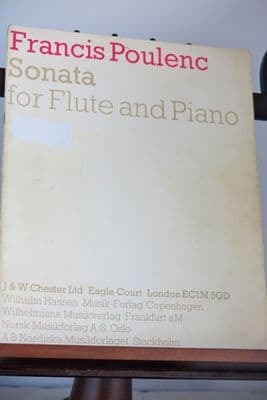 Francis Poulenc
Sonata
for Flute and Piano
J & W Chester Ltd Eagle Court London EC1M 5QD
Wilhelm Hansen Musik-Forlag Copenhagen
Wilhelmiana Musikverlag Frankfurt aM
Norsk Musikforlag A/S Oslo
A B Nordiska Musikförlaget Stockholm